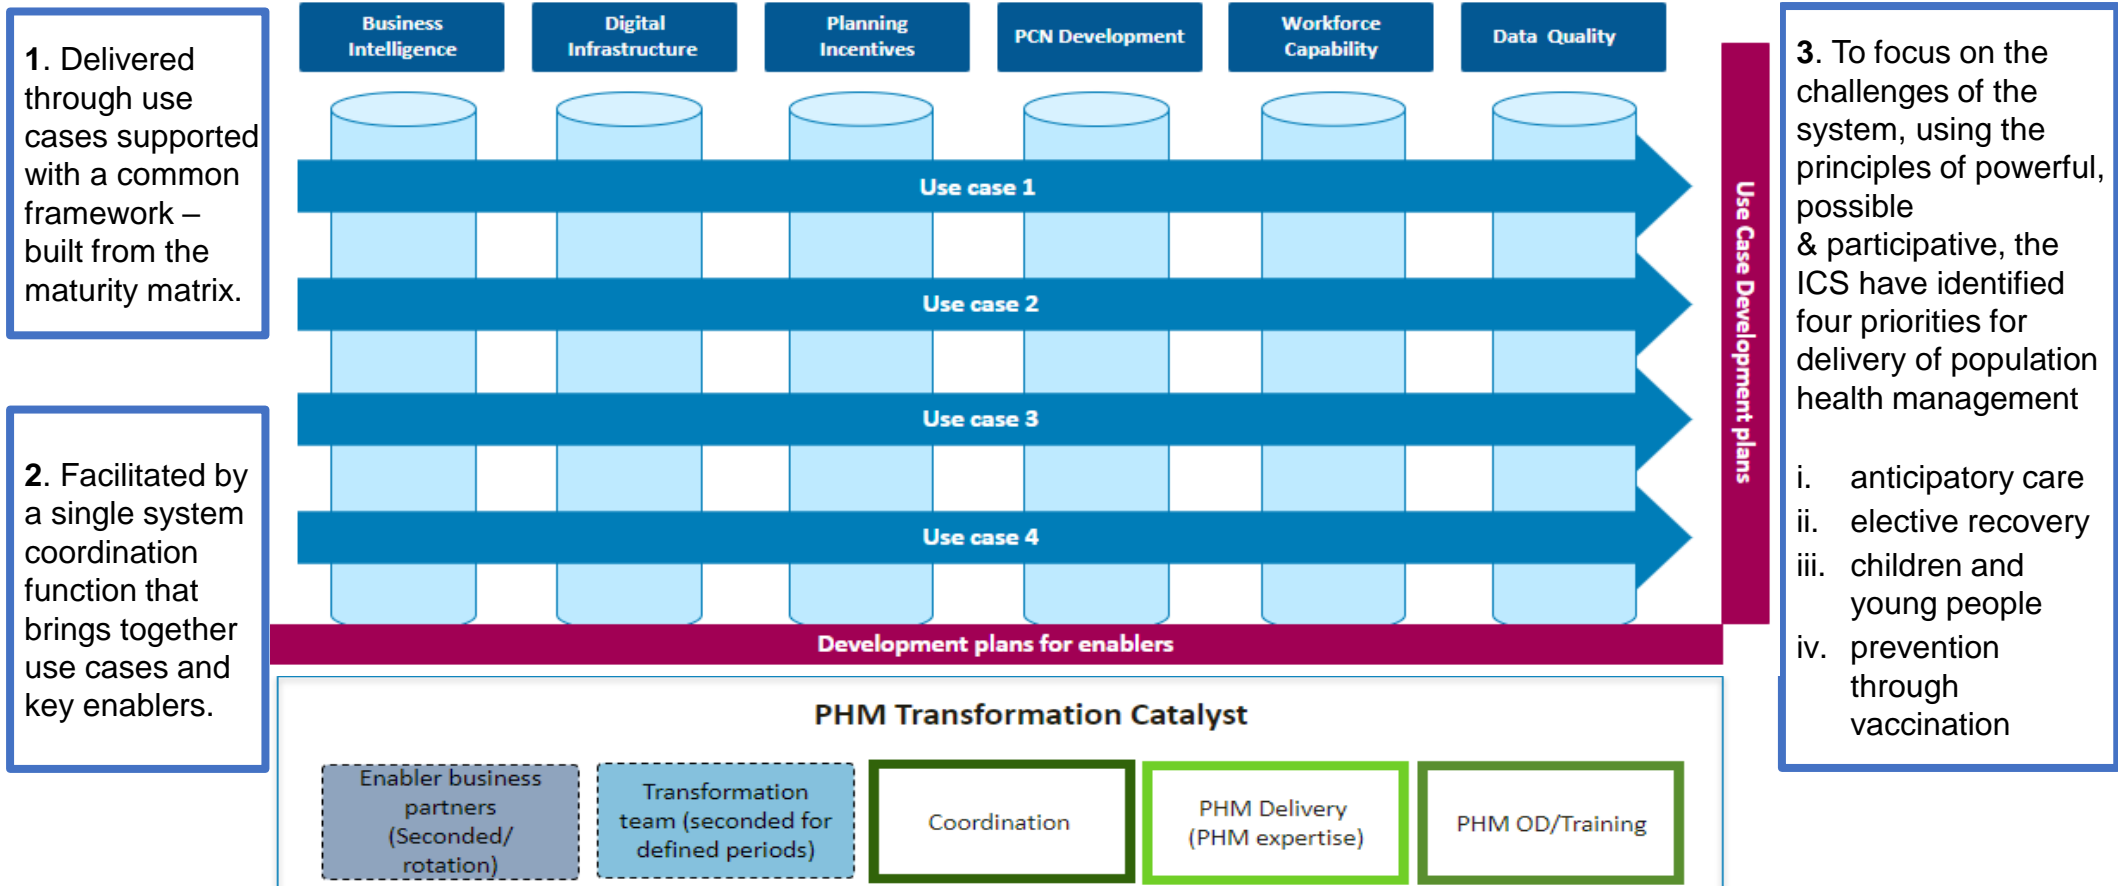 1. Delivered
through use
cases supported
with a common
framework –
built from the
maturity matrix.
2. Facilitated by
a single system
coordination
function that
brings together
use cases and
key enablers.
Business
Intelligence
Digital
Infrastructure
Planning
Incentives
PCN Development
Workforce
Capability
Data Quality
Use case 1
Use case 2
Use case 3
Use case 4
Use Case Development plans
Development plans for enablers
PHM Transformation Catalyst
Enabler business
partners
(Seconded/
rotation)
Transformation
team (seconded for
defined periods)
Coordination
PHM Delivery
(PHM expertise)
PHM OD/Training
3. To focus on the
challenges of the
system, using the
principles of powerful,
possible
& participative, the
ICS have identified
four priorities for
delivery of population
health management
i. anticipatory care
ii. elective recovery
iii. children and
young people
iv. prevention
through
vaccination